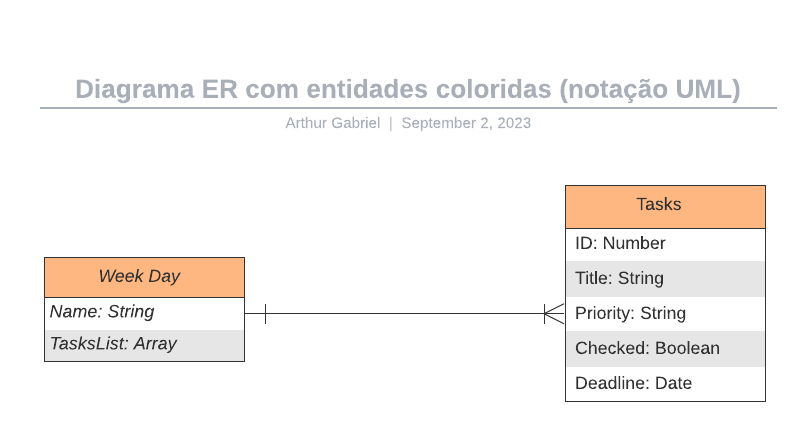 Diagrama ER com entidades coloridas (notação UML)
Arthur Gabriel | September 2, 2023
Week Day
Name: String
TasksList: Array
Tasks
ID: Number
Title: String
Priority: String
Checked: Boolean
Deadline: Date